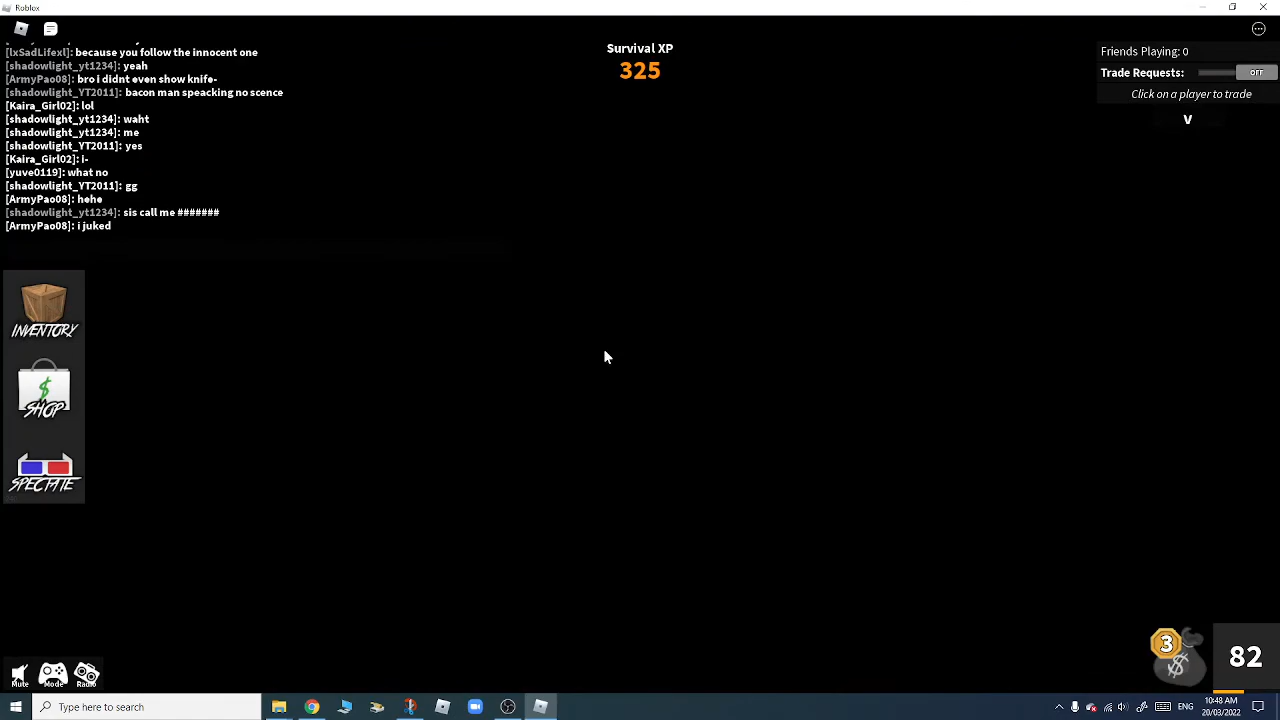 Roblox
[lxSadLifexl]: because you follow the innocent one
[shadowlight_yt1234]: yeah
[ArmyPao08]: bro i didnt even show knife-
[shadowlight_YT2011]: bacon man speacking no scence
[Kaira_Girl02]: lol
[shadowlight_yt1234]: waht
[shadowlight_yt1234]: me
[shadowlight_YT2011]: yes
[Kaira_Girl02]: i-
[yuve0119]: what no
[shadowlight_YT2011]: gg
[ArmyPao08]: hehe
[shadowlight_yt1234]: sis call me #######
[ArmyPao08]: i juked
Survival XP
325
Friends Playing: 0
Trade Requests: OFF
Click on a player to trade
V
INVENTORY
SHOP
SPECTATE
Mute Mode Radio
3
82
Type here to search
ENG
10:48 AM
20/03/2022